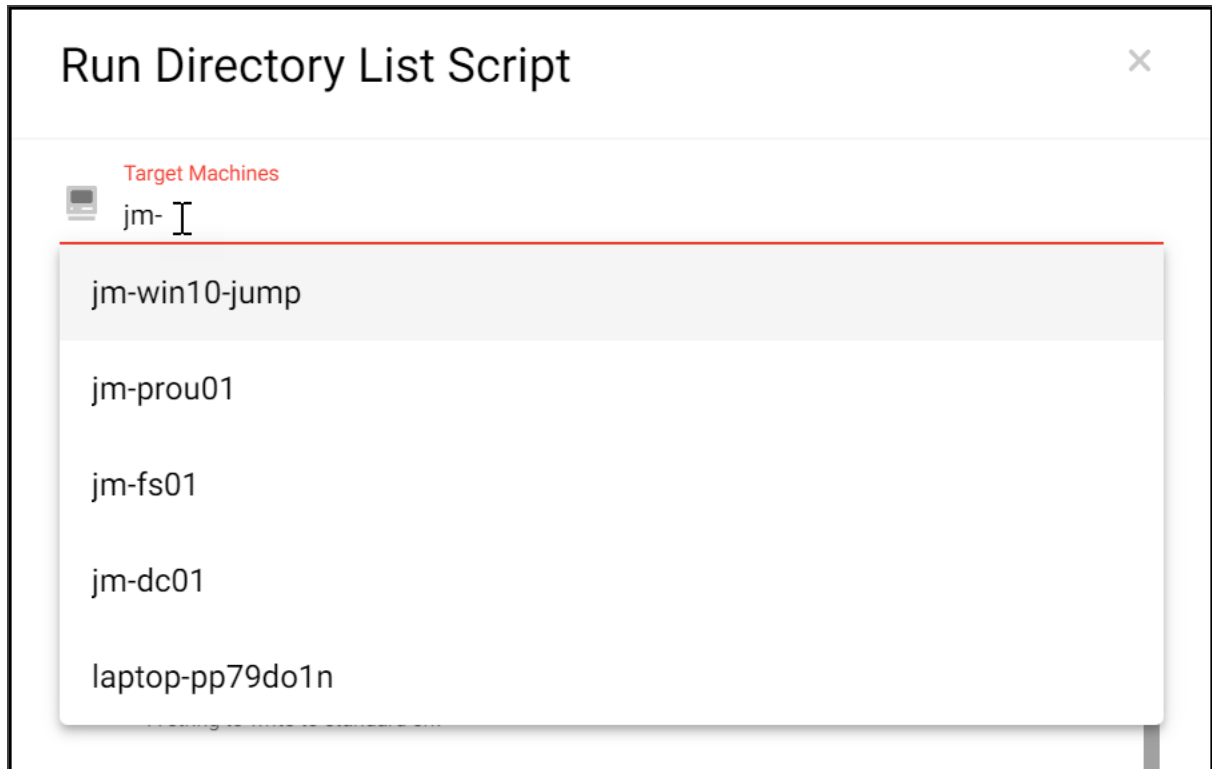 Run Directory List Script
Target Machines
jm-
jm-win10-jump
jm-prou01
jm-fs01
jm-dc01
laptop-pp79do1n